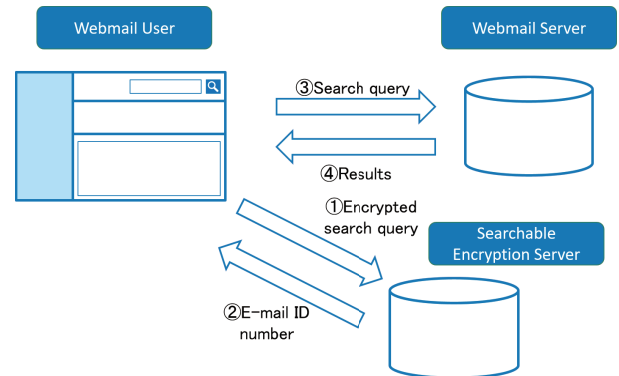 Webmail User
Webmail Server
③Search query
④Results
①Encrypted
search query
Searchable
Encryption Server
②E-mail ID
number